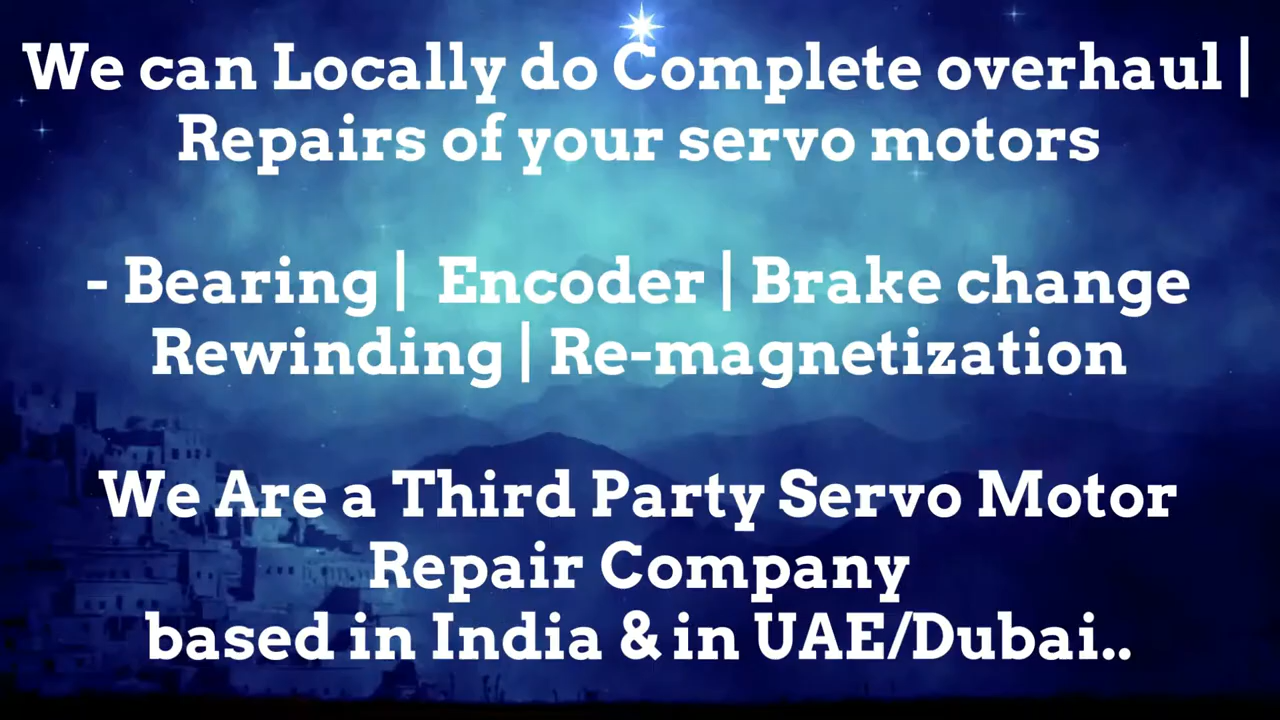 We can Locally do Complete overhaul |
Repairs of your servo motors
- Bearing | Encoder | Brake change
Rewinding | Re-magnetization
We Are a Third Party Servo Motor
Repair Company
based in India & in UAE/Dubai..